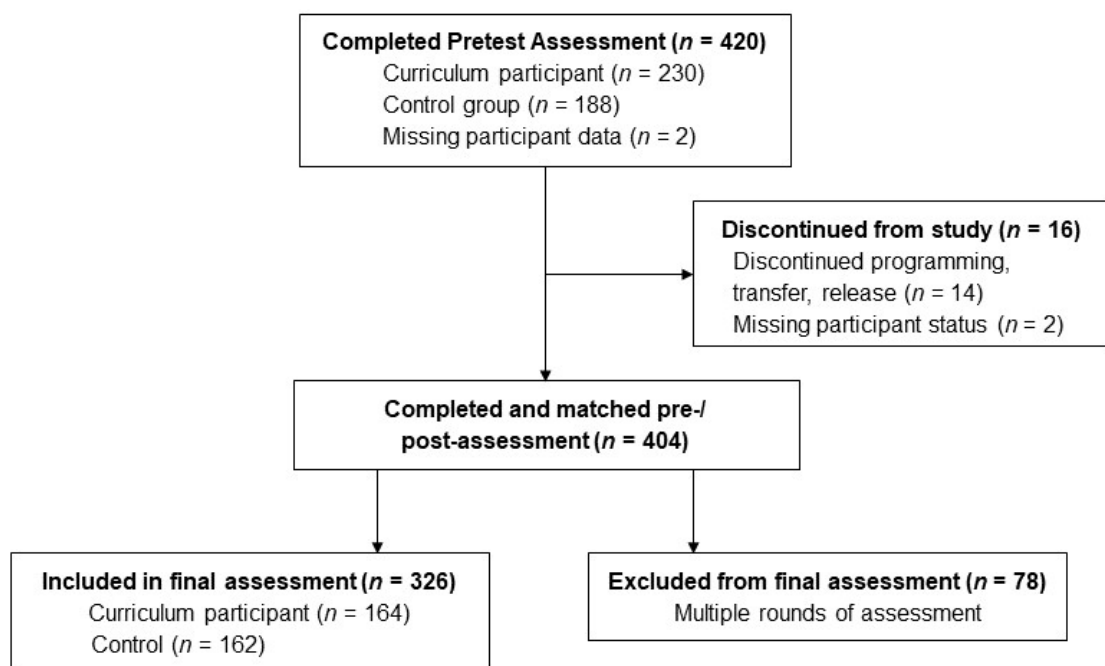 Completed Pretest Assessment (n = 420)
Curriculum participant (n = 230)
Control group (n = 188)
Missing participant data (n = 2)
Discontinued from study (n = 16)
Discontinued programming,
transfer, release (n = 14)
Missing participant status (n = 2)
Completed and matched pre-/
post-assessment (n = 404)
Included in final assessment (n = 326)
Curriculum participant (n = 164)
Control (n = 162)
Excluded from final assessment (n = 78)
Multiple rounds of assessment